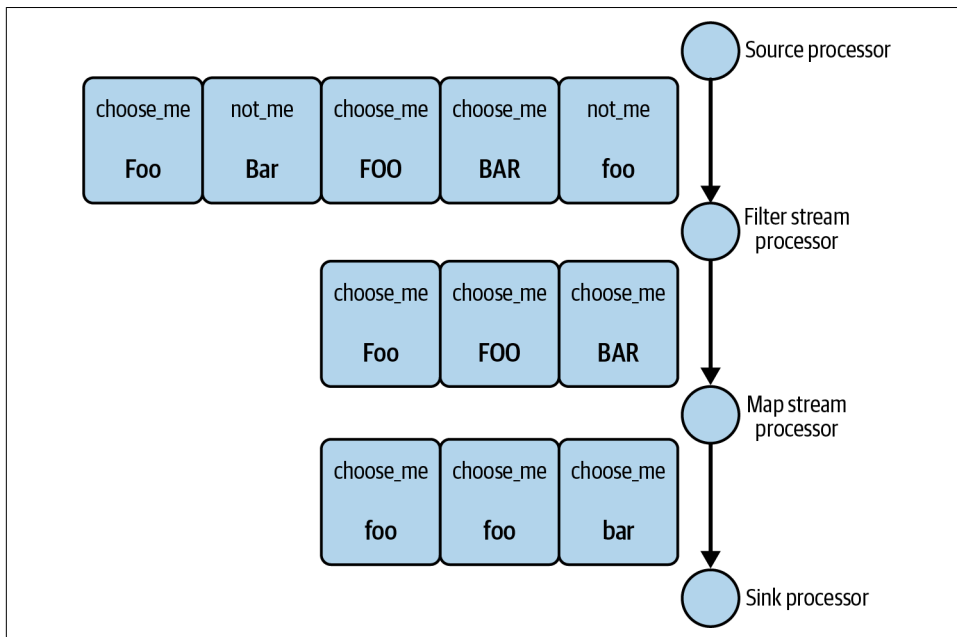 Source processor
choose_me not_me choose_me choose_me not_me
Foo Bar FOO BAR foo
Filter stream
processor
choose_me choose_me choose_me
Foo FOO BAR
Map stream
processor
choose_me choose_me choose_me
foo foo bar
Sink processor